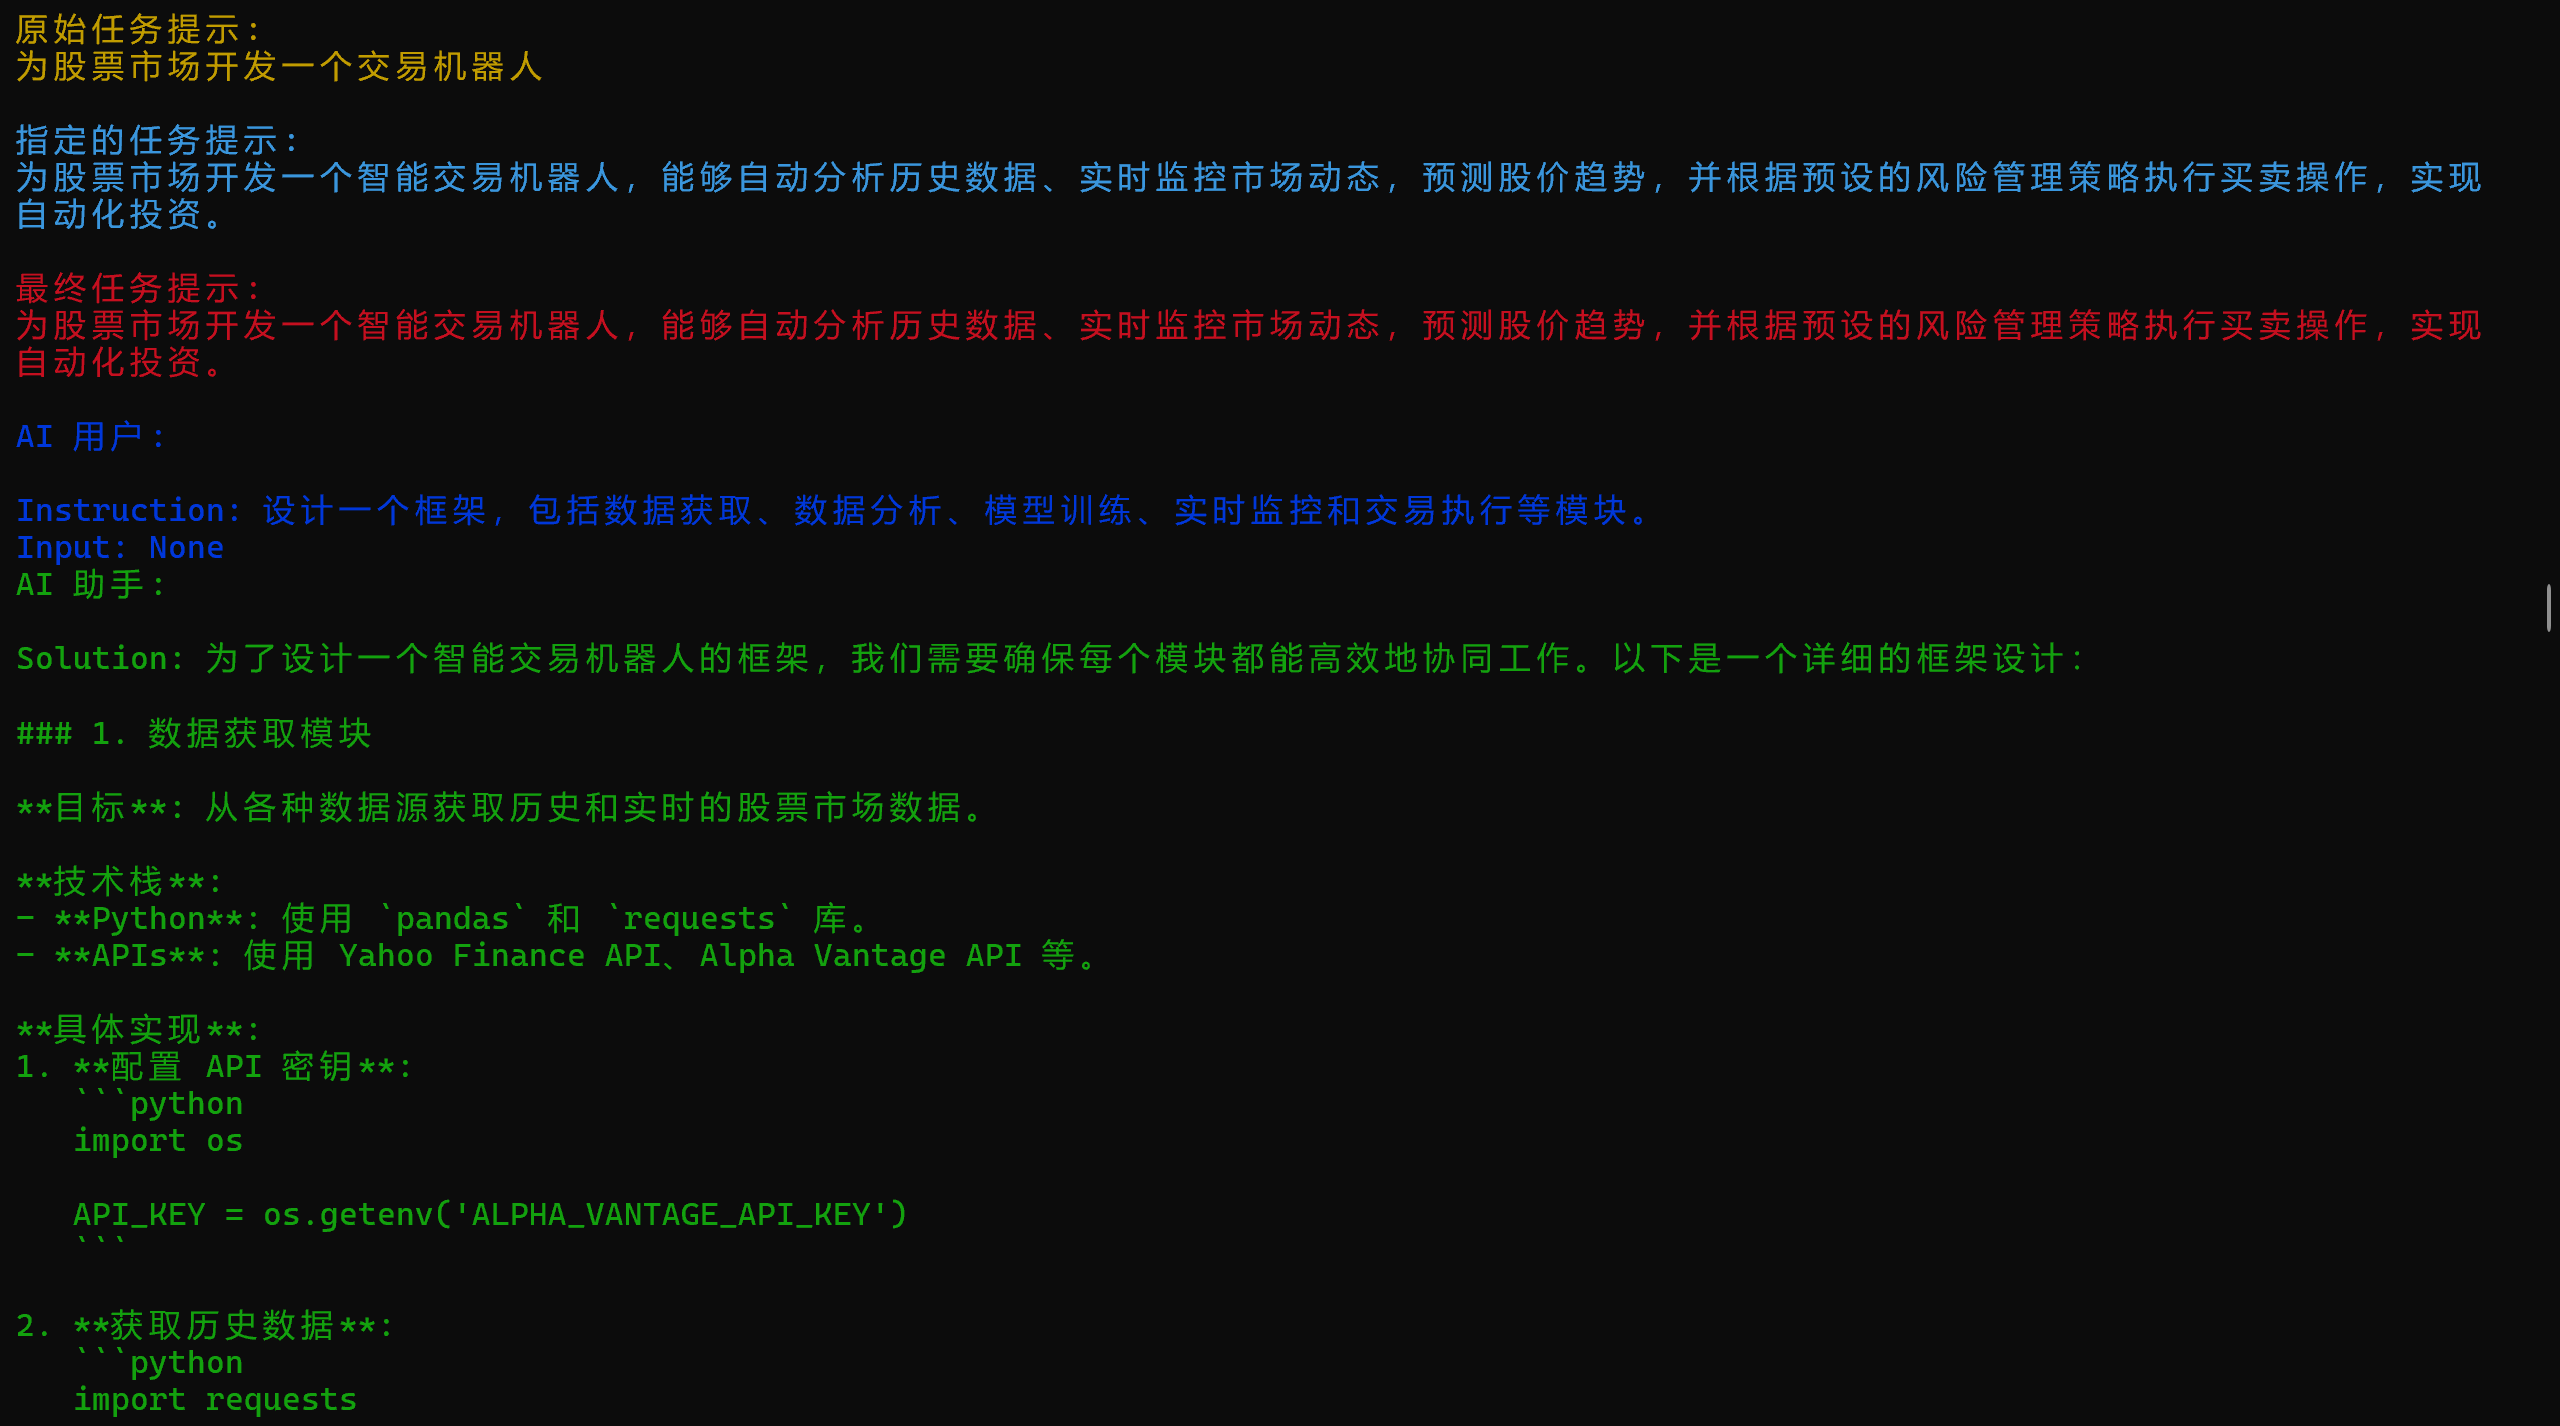 原始任务提示:
为股票市场开发一个交易机器人
指定的任务提示:
为股票市场开发一个智能交易机器人，能够自动分析历史数据、实时监控市场动态，预测股价趋势，并根据预设的风险管理策略执行买卖操作，实现
自动化投资。
最终任务提示:
为股票市场开发一个智能交易机器人，能够自动分析历史数据、实时监控市场动态，预测股价趋势，并根据预设的风险管理策略执行买卖操作，实现
自动化投资。
AI 用户:
Instruction: 设计一个框架，包括数据获取、数据分析、模型训练、实时监控和交易执行等模块。
Input: None
AI 助手:
Solution: 为了设计一个智能交易机器人的框架，我们需要确保每个模块都能高效地协同工作。以下是一个详细的框架设计:
### 1. 数据获取模块
**目标**: 从各种数据源获取历史和实时的股票市场数据。
**技术栈**:
- **Python**: 使用 `pandas` 和 `requests` 库。
- **APIs**: 使用 Yahoo Finance API、Alpha Vantage API 等。
**具体实现**:
1. **配置 API 密钥**:
```python
import os
API_KEY = os.getenv('ALPHA_VANTAGE_API_KEY')
```
2. **获取历史数据**:
```python
import requests